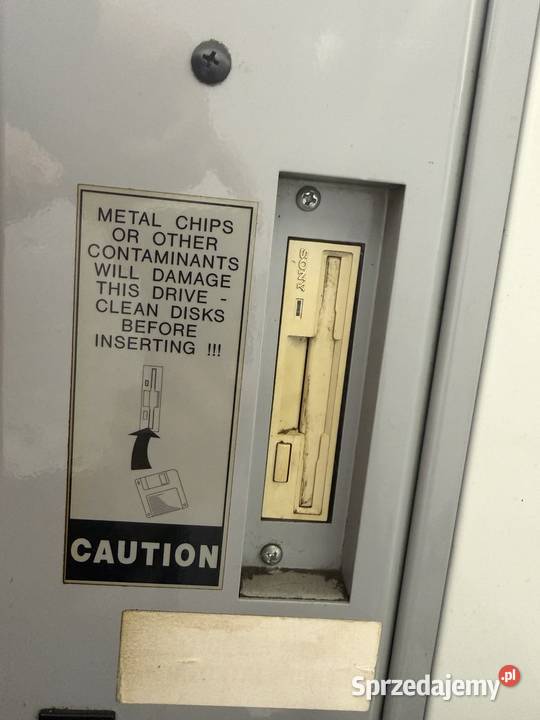 METAL CHIPS
OR OTHER
CONTAMINANTS
WILL DAMAGE
THIS DRIVE -
CLEAN DISKS
BEFORE
INSERTING !!!
CAUTION
SONY
Sprzedajemy.pl